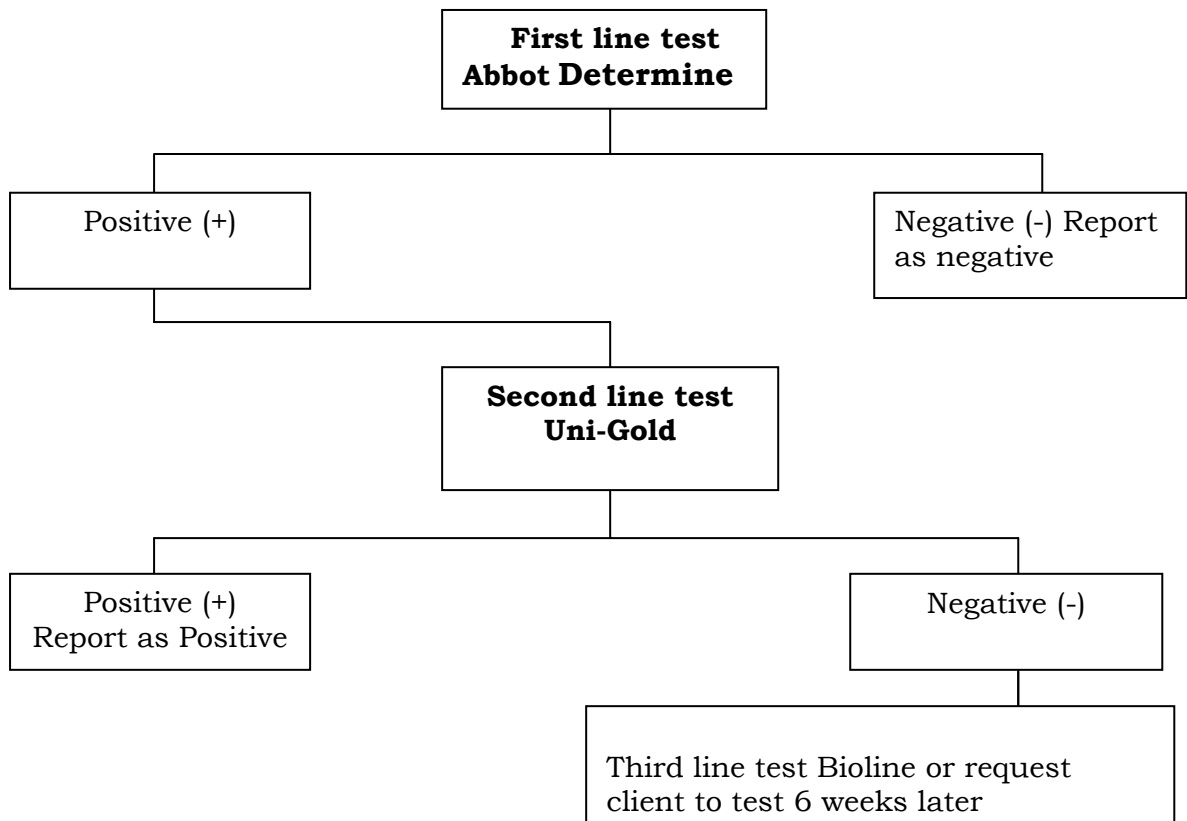 First line test
Abbot Determine
Positive (+)
Negative (-) Report
as negative
Second line test
Uni-Gold
Positive (+)
Report as Positive
Negative (-)
Third line test Bioline or request
client to test 6 weeks later